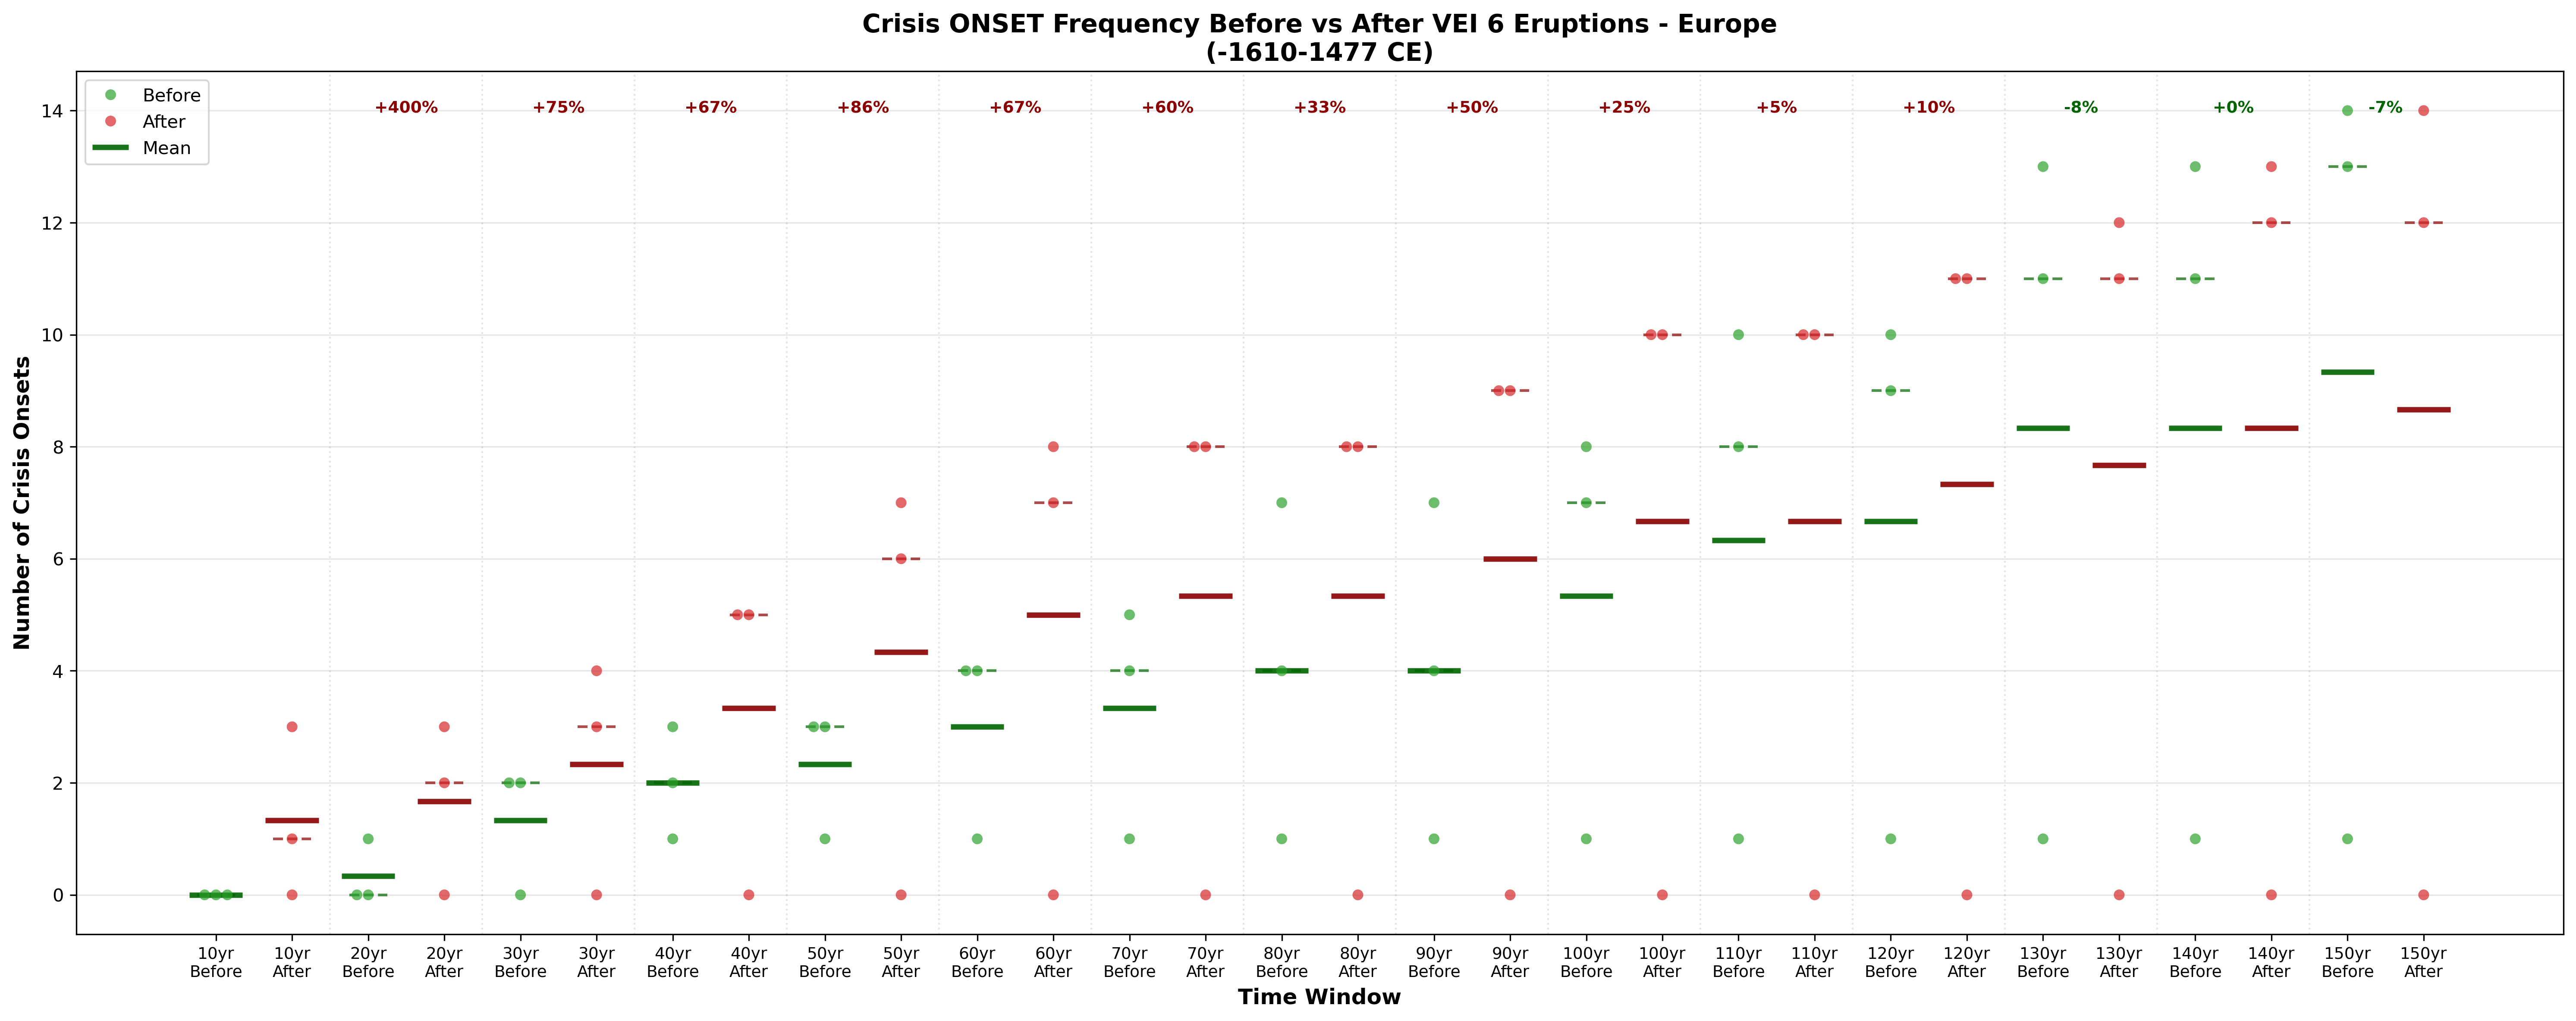 Crisis ONSET Frequency Before vs After VEI 6 Eruptions - Europe
(-1610-1477 CE)
Before
After
Mean
+400%
+75%
+67%
+86%
+67%
+60%
+33%
+50%
+25%
+5%
+10%
-8%
+0%
-7%
Number of Crisis Onsets
14
12
10
8
6
4
2
0
10yr
Before
10yr
After
20yr
Before
20yr
After
30yr
Before
30yr
After
40yr
Before
40yr
After
50yr
Before
50yr
After
60yr
Before
60yr
After
70yr
Before
70yr
After
80yr
Before
80yr
After
90yr
Before
90yr
After
100yr
Before
100yr
After
110yr
Before
110yr
After
120yr
Before
120yr
After
130yr
Before
130yr
After
140yr
Before
140yr
After
150yr
Before
150yr
After
Time Window